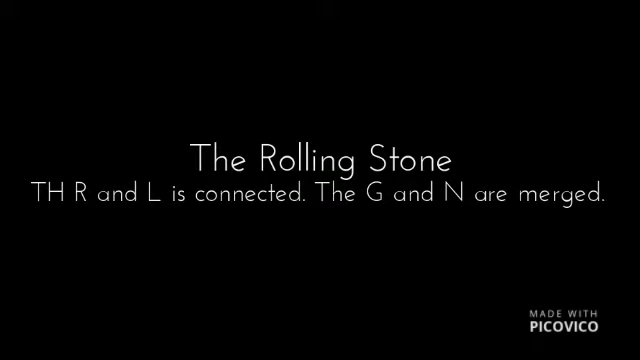 The Rolling Stone
TH R and L is connected. The G and N are merged.
MADE WITH
PICOVICO